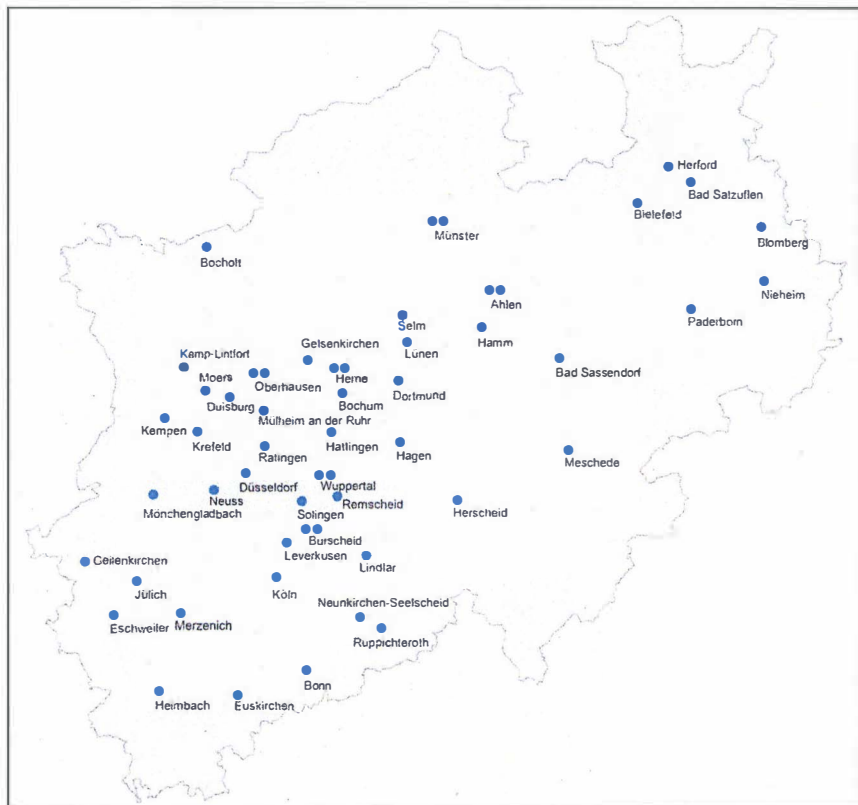 Herford
Bad Satzuflen
Bielefeld
Münster
Blomberg
Bocholt
Nieheim
Ahlen
Paderborn
Selm
Hamm
Gelsenkirchen
Lünen
Kamp-Lintfort
Bad Sassendorf
Moers
Oberhausen
Herne
Dortmund
Duisburg
Bochum
Mülheim an der Ruhr
Kempen
Krefeld
Hattingen
Hagen
Ratingen
Meschede
Düsseldorf
Wuppertal
Neuss
Remscheid
Mönchengladbach
Solingen
Herscheid
Burscheid
Leverkusen
Geilenkirchen
Lindlar
Jülich
Köln
Neunkirchen-Seelscheid
Eschweiler
Merzenich
Ruppichteroth
Bonn
Heimbach
Euskirchen